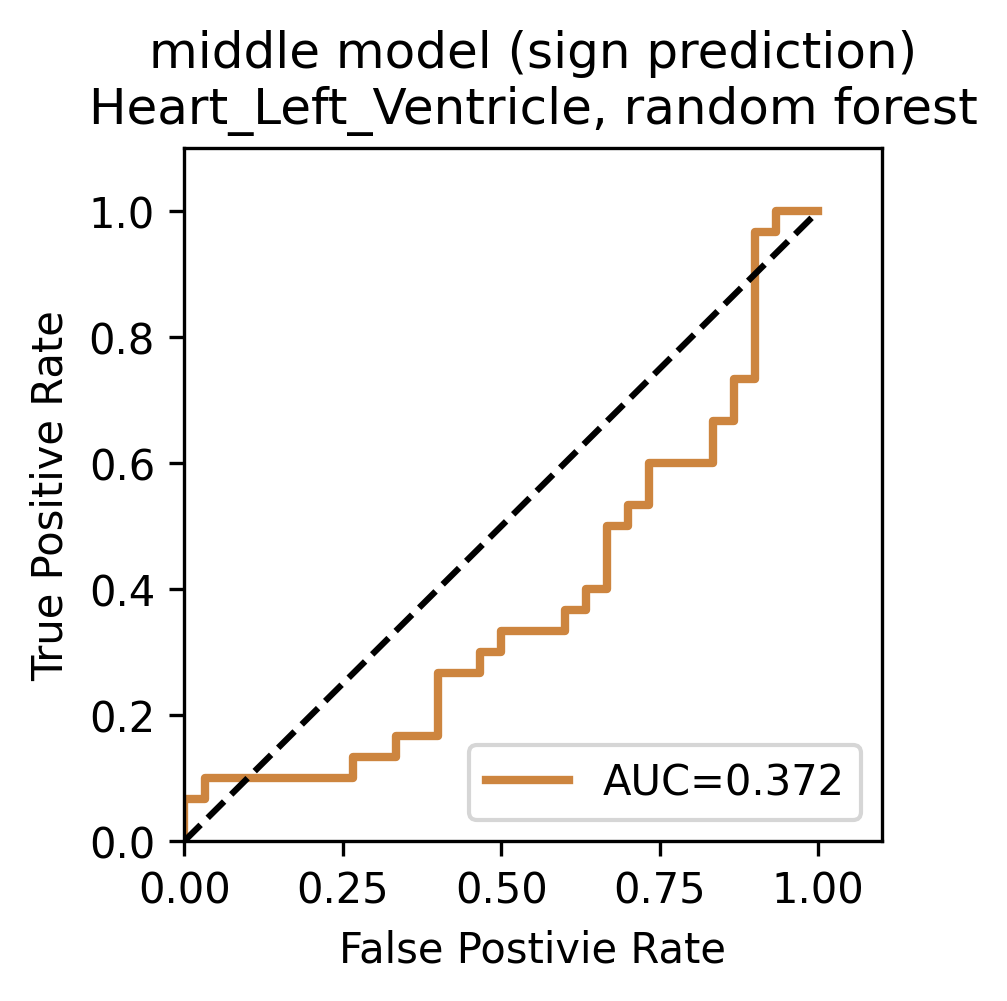 middle model (sign prediction)
Heart_Left_Ventricle, random forest
True Positive Rate
1.0
0.8
0.6
0.4
0.2
0.0
AUC=0.372
0.00 0.25 0.50 0.75 1.00
False Postivie Rate